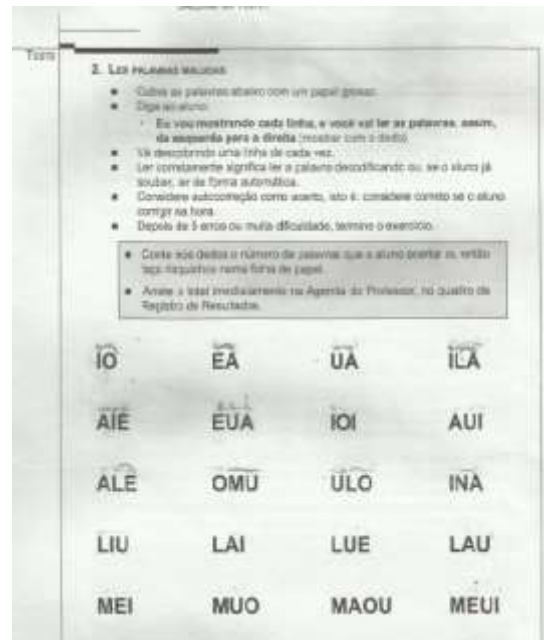 Teste
2. LER PALAVRAS MALUCAS
Cubra as palavras abaixo com um papel grosso.
Diga ao aluno:
Eu vou mostrando cada linha, e você vai ler as palavras, assim,
da esquerda para a direita (mostrar com o dedo).
Vá descobrindo uma linha de cada vez.
Ler corretamente significa ler a palavra decodificando ou, se o aluno já
souber, ler de forma automática.
Considere autocorreção como acerto, isto é: considere correto se o aluno
corrigir na hora.
Depois de 5 erros ou muita dificuldade, termine o exercício.
Conte nos dedos o número de palavras que o aluno acertar ou então
faça risquinhos numa folha de papel.
Anote o total imediatamente na Agenda do Professor, no quadro de
Registro de Resultados.
IO EA UA ILA
AIE EUA IOI AUI
ALE OMU ULO INA
LIU LAI LUE LAU
MEI MUO MAOU MEUI